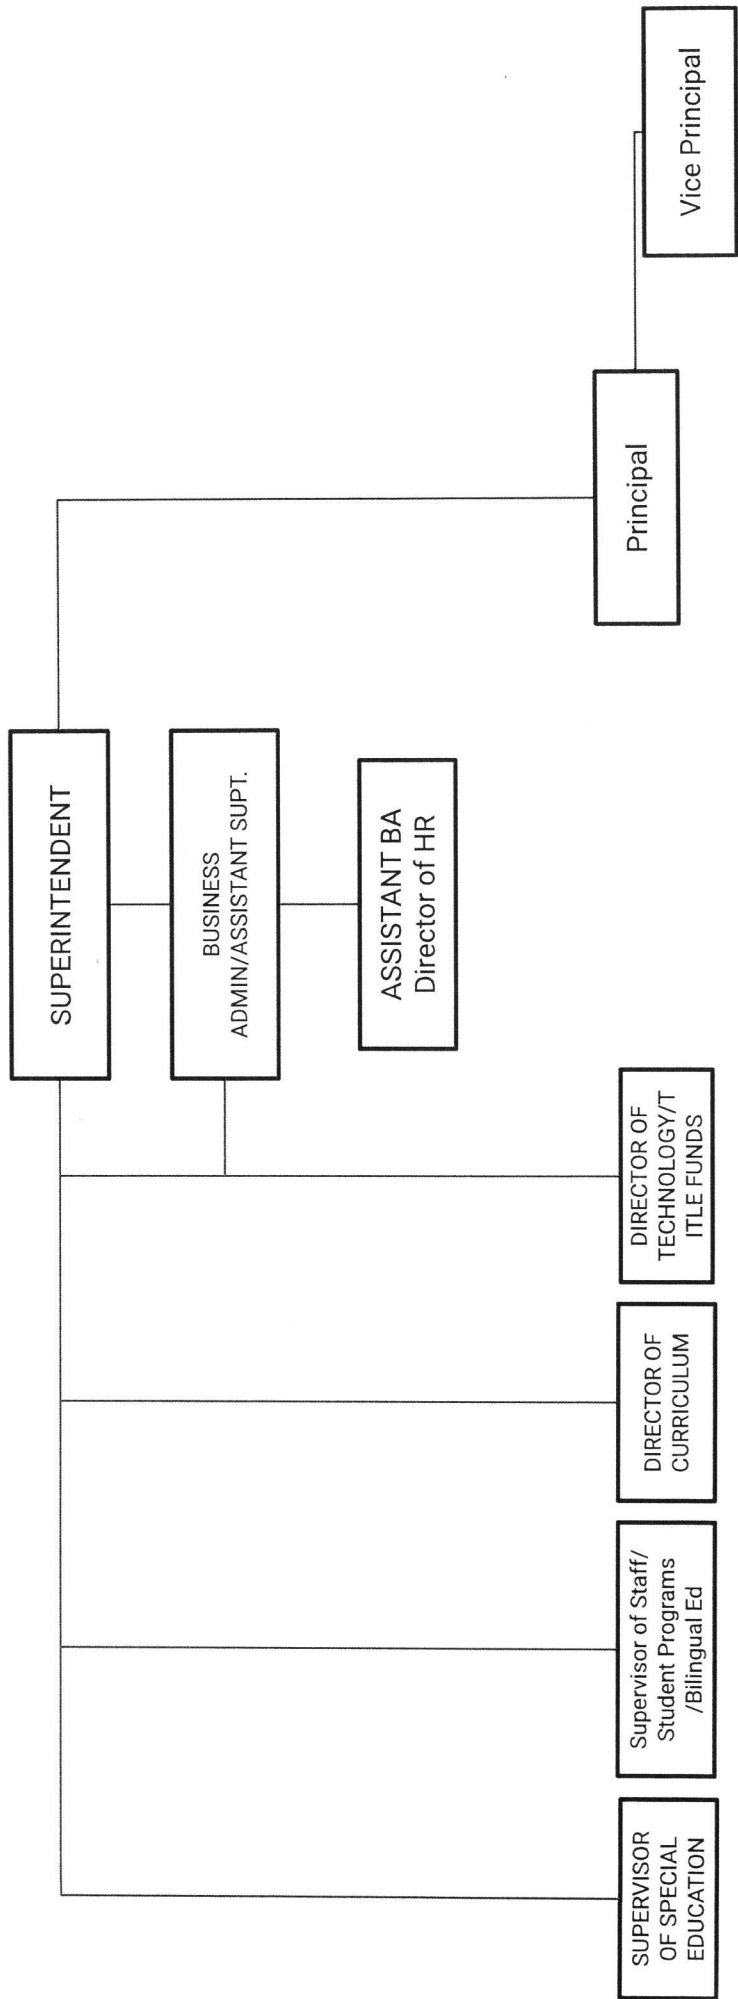 SUPERINTENDENT
BUSINESS
ADMIN/ASSISTANT SUPT.
ASSISTANT BA
Director of HR
SUPERVISOR
OF SPECIAL
EDUCATION
Supervisor of Staff/
Student Programs
/Bilingual Ed
DIRECTOR OF
CURRICULUM
DIRECTOR OF
TECHNOLOGY/T
ITLE FUNDS
Principal
Vice Principal